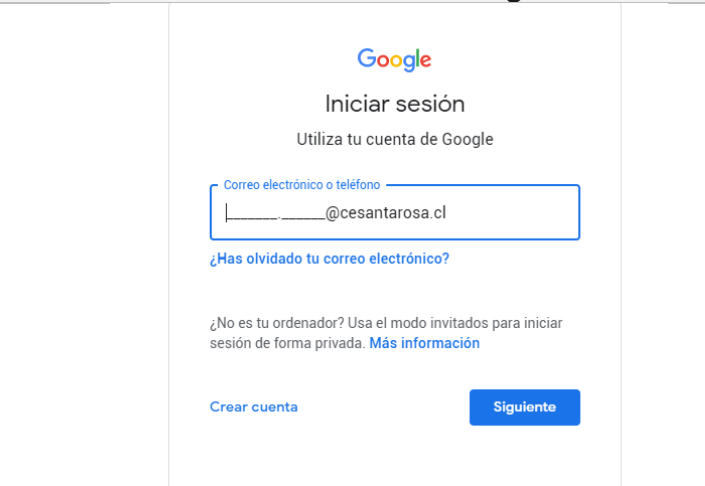 Google
Iniciar sesión
Utiliza tu cuenta de Google
Correo electrónico o teléfono
_______.______@cesantarosa.cl
¿Has olvidado tu correo electrónico?
¿No es tu ordenador? Usa el modo invitados para iniciar
sesión de forma privada. Más información
Crear cuenta
Siguiente